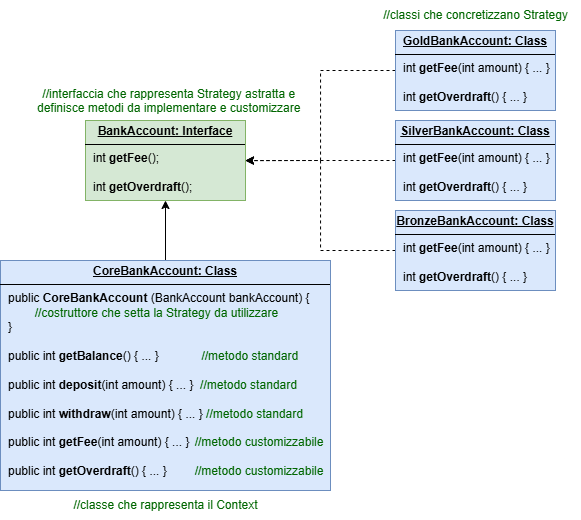 //classi che concretizzano Strategy
GoldBankAccount: Class
int getFee(int amount) { ... }
int getOverdraft() { ... }
//interfaccia che rappresenta Strategy astratta e
definisce metodi da implementare e customizzare
BankAccount: Interface
int getFee();
int getOverdraft();
SilverBankAccount: Class
int getFee(int amount) { ... }
int getOverdraft() { ... }
BronzeBankAccount: Class
int getFee(int amount) { ... }
int getOverdraft() { ... }
CoreBankAccount: Class
public CoreBankAccount (BankAccount bankAccount) {
//costruttore che setta la Strategy da utilizzare
}
public int getBalance() { ... } //metodo standard
public int deposit(int amount) { ... } //metodo standard
public int withdraw(int amount) { ... } //metodo standard
public int getFee(int amount) { ... } //metodo customizzabile
public int getOverdraft() { ... } //metodo customizzabile
//classe che rappresenta il Context